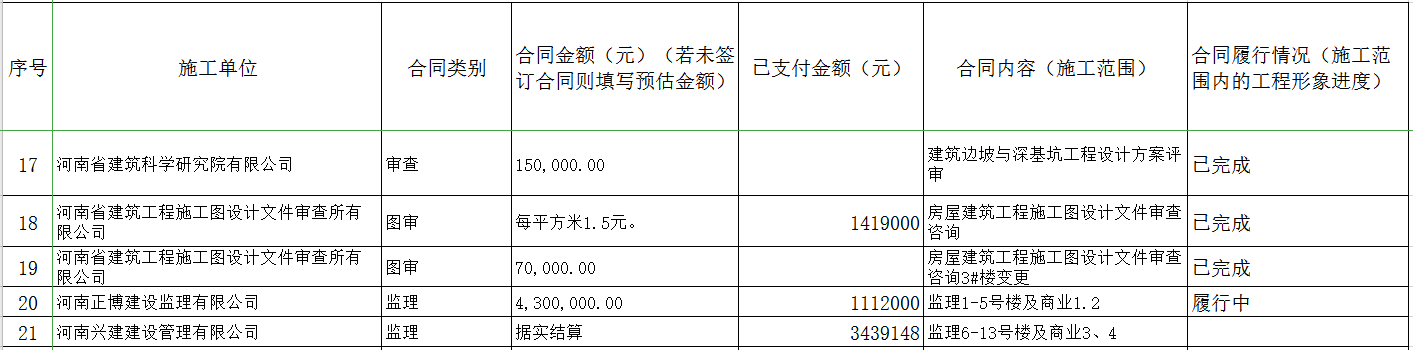 序号 施工单位 合同类别 合同金额（元）（若未签订合同则填写预估金额） 已支付金额（元） 合同内容（施工范围） 合同履行情况（施工范围内的工程形象进度）
17 河南省建筑科学研究院有限公司 审查 150,000.00 建筑边坡与深基坑工程设计方案评审 已完成
18 河南省建筑工程施工图设计文件审查所有限公司 图审 每平方米1.5元。 1419000 房屋建筑工程施工图设计文件审查咨询 已完成
19 河南省建筑工程施工图设计文件审查所有限公司 图审 70,000.00 房屋建筑工程施工图设计文件审查咨询3#楼变更 已完成
20 河南正博建设监理有限公司 监理 4,300,000.00 1112000 监理1-5号楼及商业1.2 履行中
21 河南兴建建设管理有限公司 监理 据实结算 3439148 监理6-13号楼及商业3、4